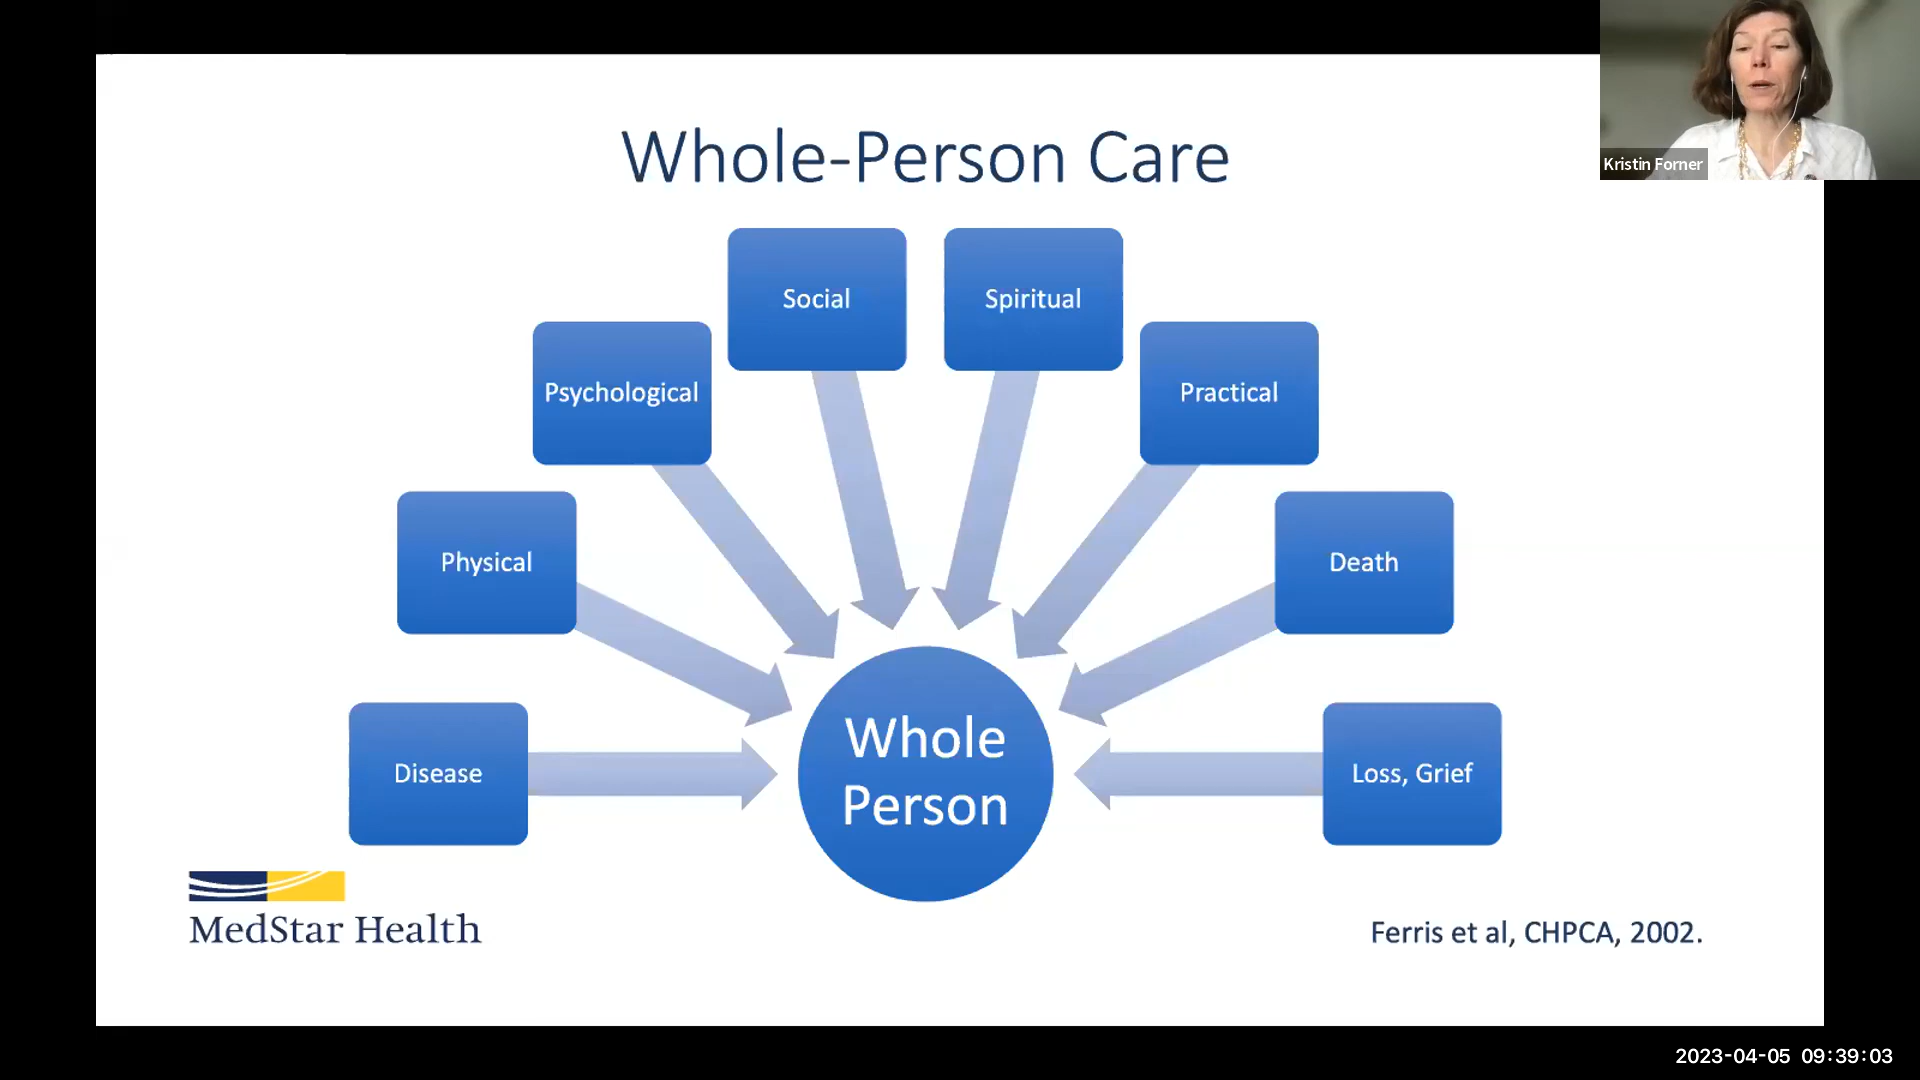 Whole-Person Care
Kristin Forner
Social
Spiritual
Psychological
Practical
Physical
Death
Disease
Whole
Person
Loss, Grief
MedStar Health
Ferris et al, CHPCA, 2002.
2023-04-05 09:39:03